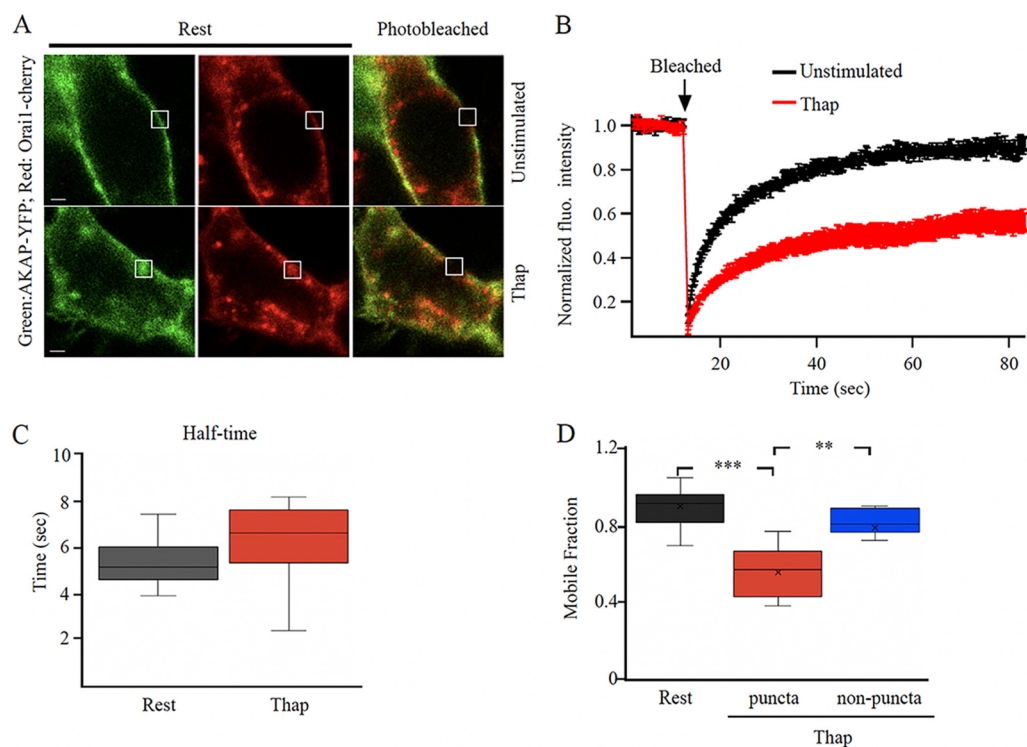 A
Rest
Photobleached
Green:AKAP-YFP; Red: Orai1-cherry
Unstimulated
Thap
B
Bleached
Unstimulated
Thap
Normalized fluo. intensity
1.0
0.8
0.6
0.4
0.2
20
40
60
80
Time (sec)
C
Half-time
Time (sec)
10
8
6
4
2
Rest
Thap
D
Mobile Fraction
1.2
0.8
0.4
0
***
**
Rest
puncta
non-puncta
Thap